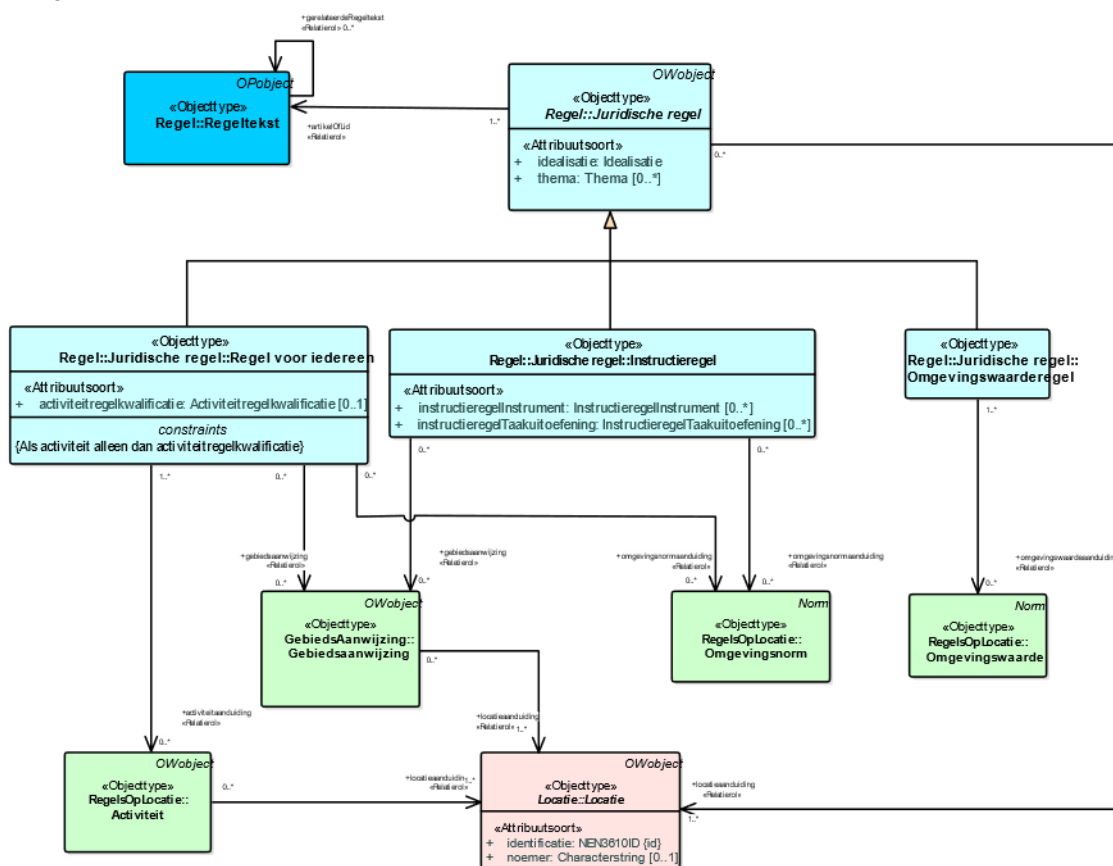 +gerelateerdeRegeltekst
«Relatierol» 0..*
OPobject
«Objecttype»
Regel::Regeltekst
+artikelOfLid
«Relatierol»
1..*
OWobject
«Objecttype»
Regel::Juridische regel
«Attribuutsoort»
+ idealisatie: Idealisatie
+ thema: Thema [0..*]
0..*
«Objecttype»
Regel::Juridische regel::Regel voor iedereen
«Attribuutsoort»
+ activiteitregelkwalificatie: Activiteitregelkwalificatie [0..1]
constraints
{Als activiteit alleen dan activiteitregelkwalificatie}
«Objecttype»
Regel::Juridische regel::Instructieregel
«Attribuutsoort»
+ instructieregelInstrument: InstructieregelInstrument [0..*]
+ instructieregelTaakuitoefening: InstructieregelTaakuitoefening [0..*]
«Objecttype»
Regel::Juridische regel::
Omgevingswaarderegel
1..*
0..*
0..*
0..*
0..*
1..*
+gebiedsaanwijzing
«Relatierol»
0..*
+gebiedsaanwijzing
«Relatierol»
0..*
+omgevingsnormaanduiding
«Relatierol»
0..*
+omgevingsnormaanduiding
«Relatierol»
0..*
+omgevingswaardeaanduiding
«Relatierol»
0..*
OWobject
«Objecttype»
GebiedsAanwijzing::
Gebiedsaanwijzing
0..*
Norm
«Objecttype»
RegelsOpLocatie::
Omgevingsnorm
Norm
«Objecttype»
RegelsOpLocatie::
Omgevingswaarde
+activiteitaanduiding
«Relatierol»
0..*
+locatieaanduiding
«Relatierol»
1..*
OWobject
«Objecttype»
RegelsOpLocatie::
Activiteit
0..*
+locatieaanduiding
«Relatierol»
1..*
OWobject
«Objecttype»
Locatie::Locatie
«Attribuutsoort»
+ identificatie: NEN3610ID {id}
+ noemer: Characterstring [0..1]
+locatieaanduiding
«Relatierol»
1..*